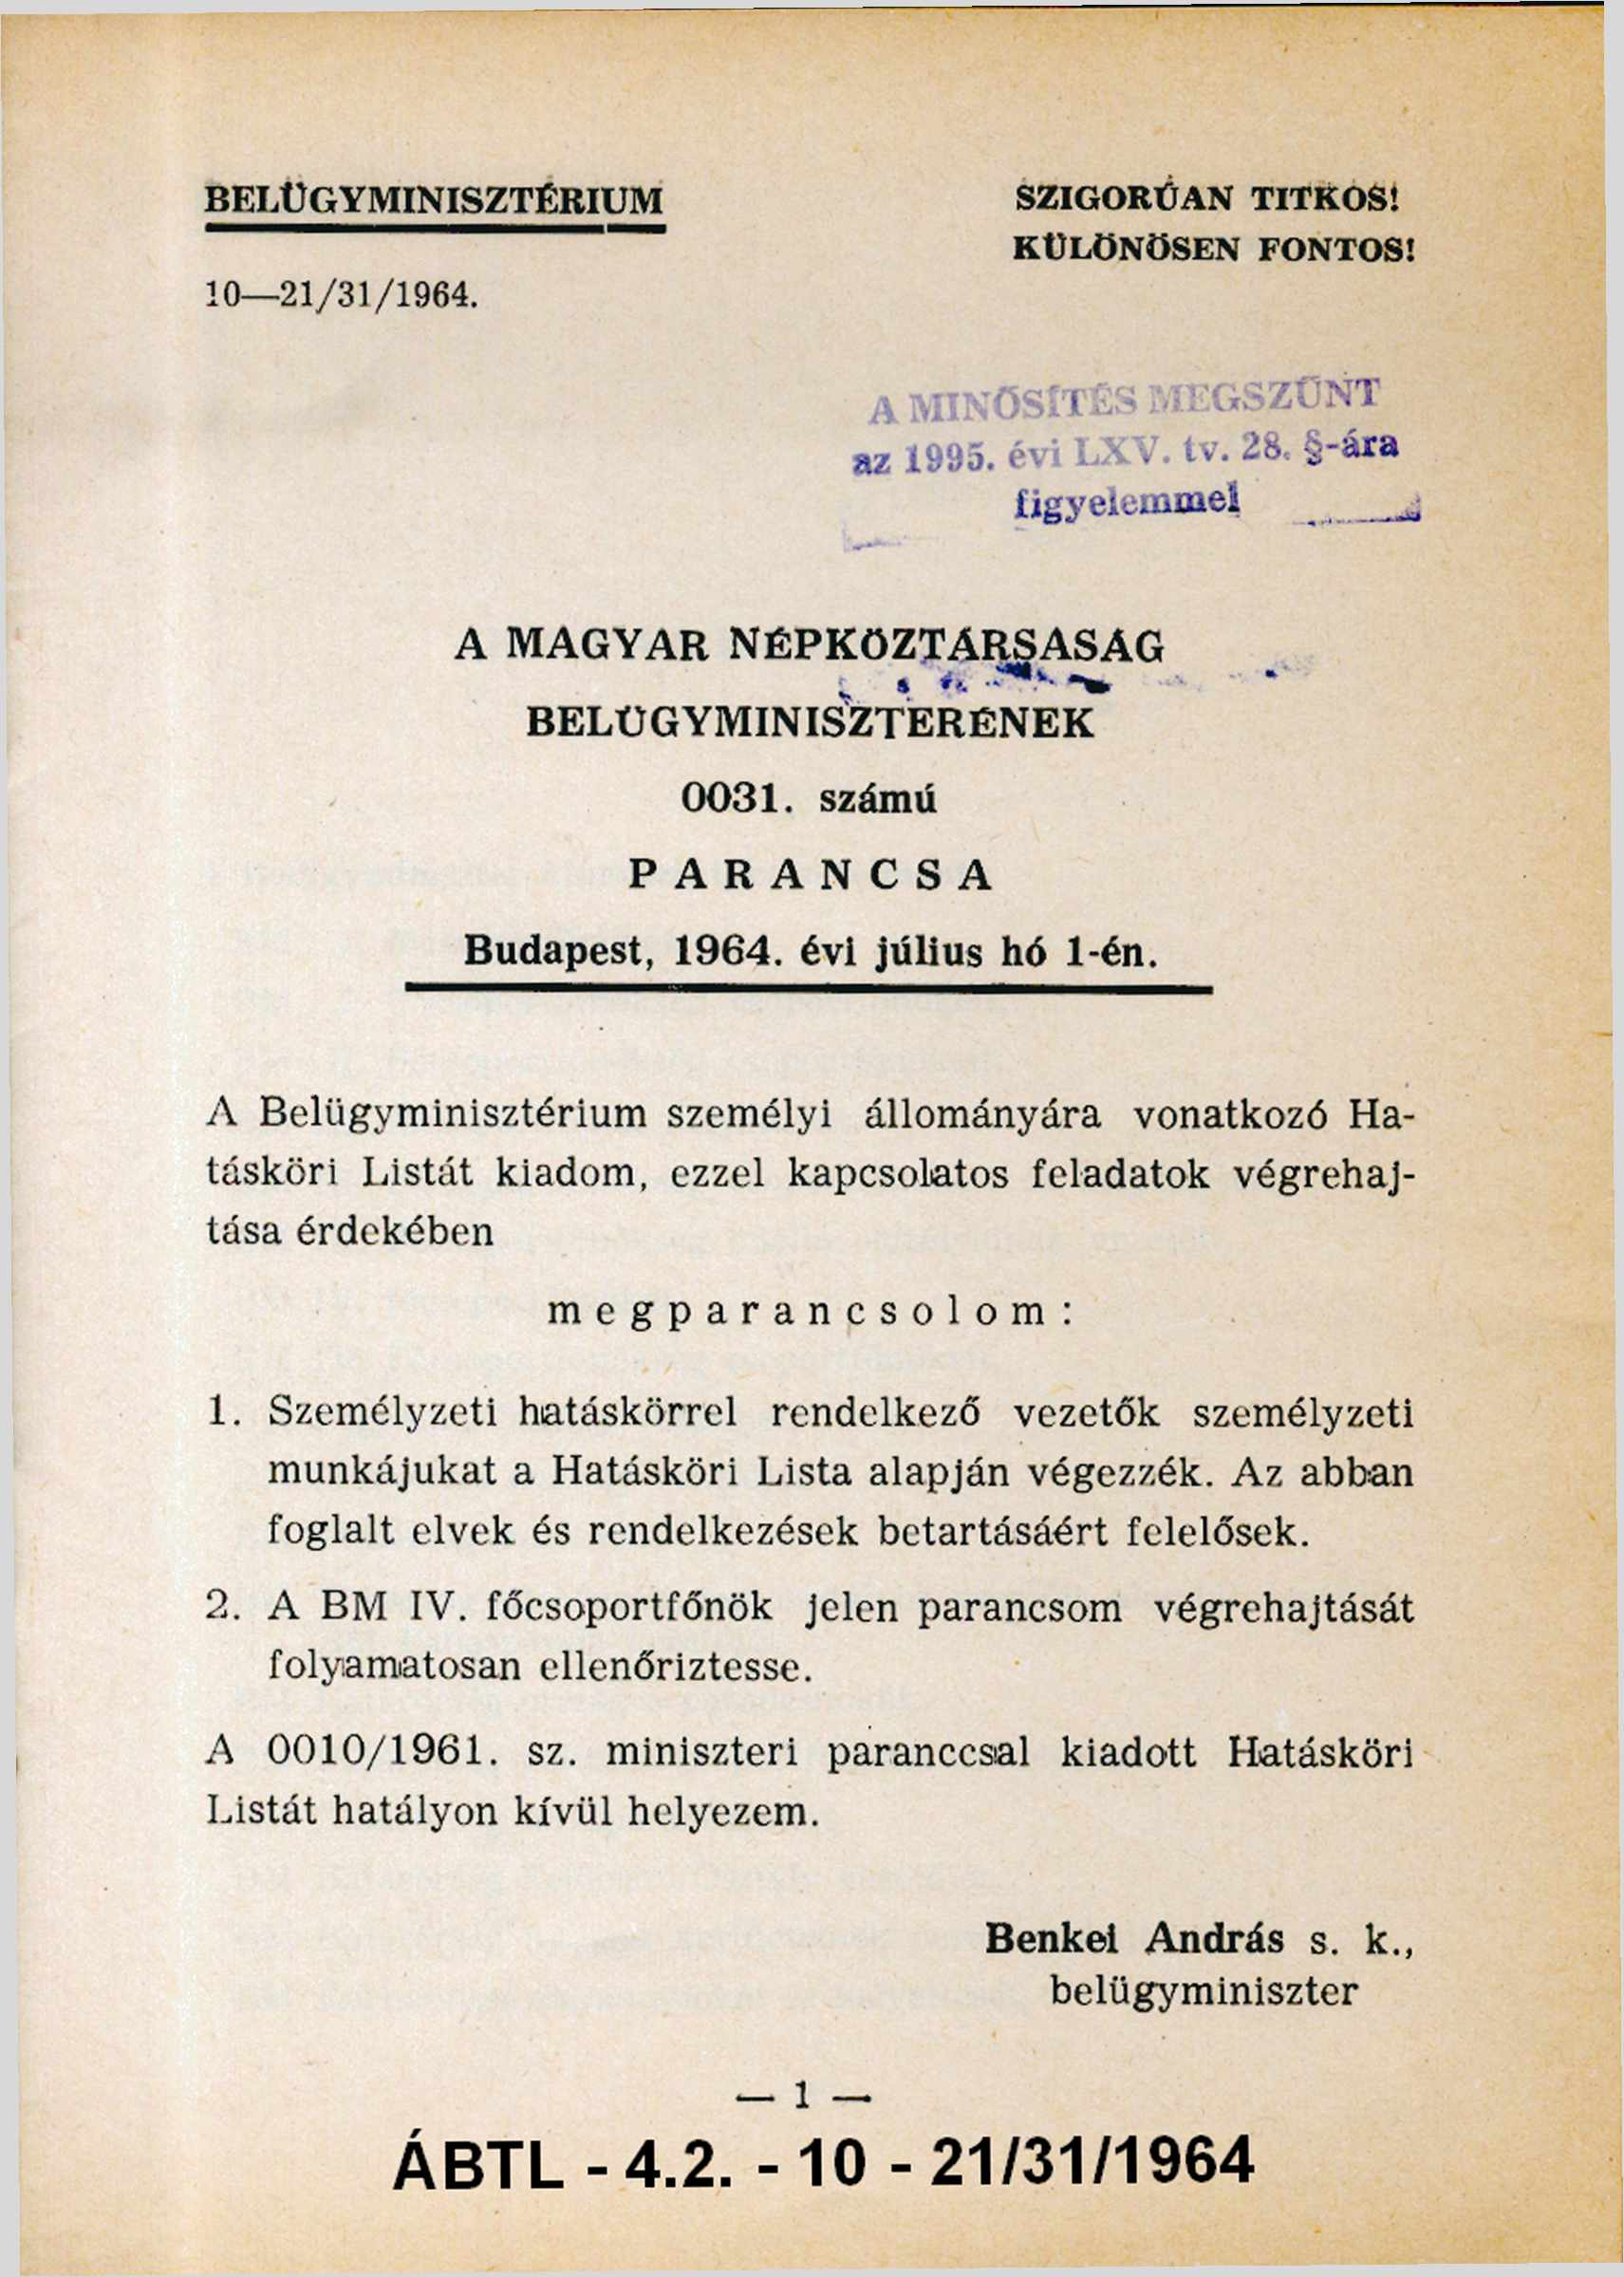 BELÜGYMINISZTÉRIUM
10—21/31/1964.
SZIGORÚAN TITKOS!
KÜLÖNÖSEN FONTOS!
A MINŐSÍTÉS MEGSZŰNT
az 1995. évi LXV. tv. 28. §-ára
figyelemmel
A MAGYAR NÉPKÖZTÁRSASÁG
BELÜGYMINISZTERÉNEK
0031. számú
PARANCSA
Budapest, 1964. évi július hó 1-én.
A Belügyminisztérium személyi állományára vonatkozó Ha-
tásköri Listát kiadom, ezzel kapcsolatos feladatok végrehaj-
tása érdekében
megparancsolom:
1. Személyzeti hatáskörrel rendelkező vezetők személyzeti
munkájukat a Hatásköri Lista alapján végezzék. Az abban
foglalt elvek és rendelkezések betartásáért felelősek.
2. A BM IV. főcsoportfőnök jelen parancsom végrehajtását
folyamatosan ellenőriztesse.
A 0010/1961. sz. miniszteri paranccsal kiadott Hatásköri
Listát hatályon kívül helyezem.
Benkei András s. k.,
belügyminiszter
— 1 —
ÁBTL - 4.2. - 10 - 21/31/1964